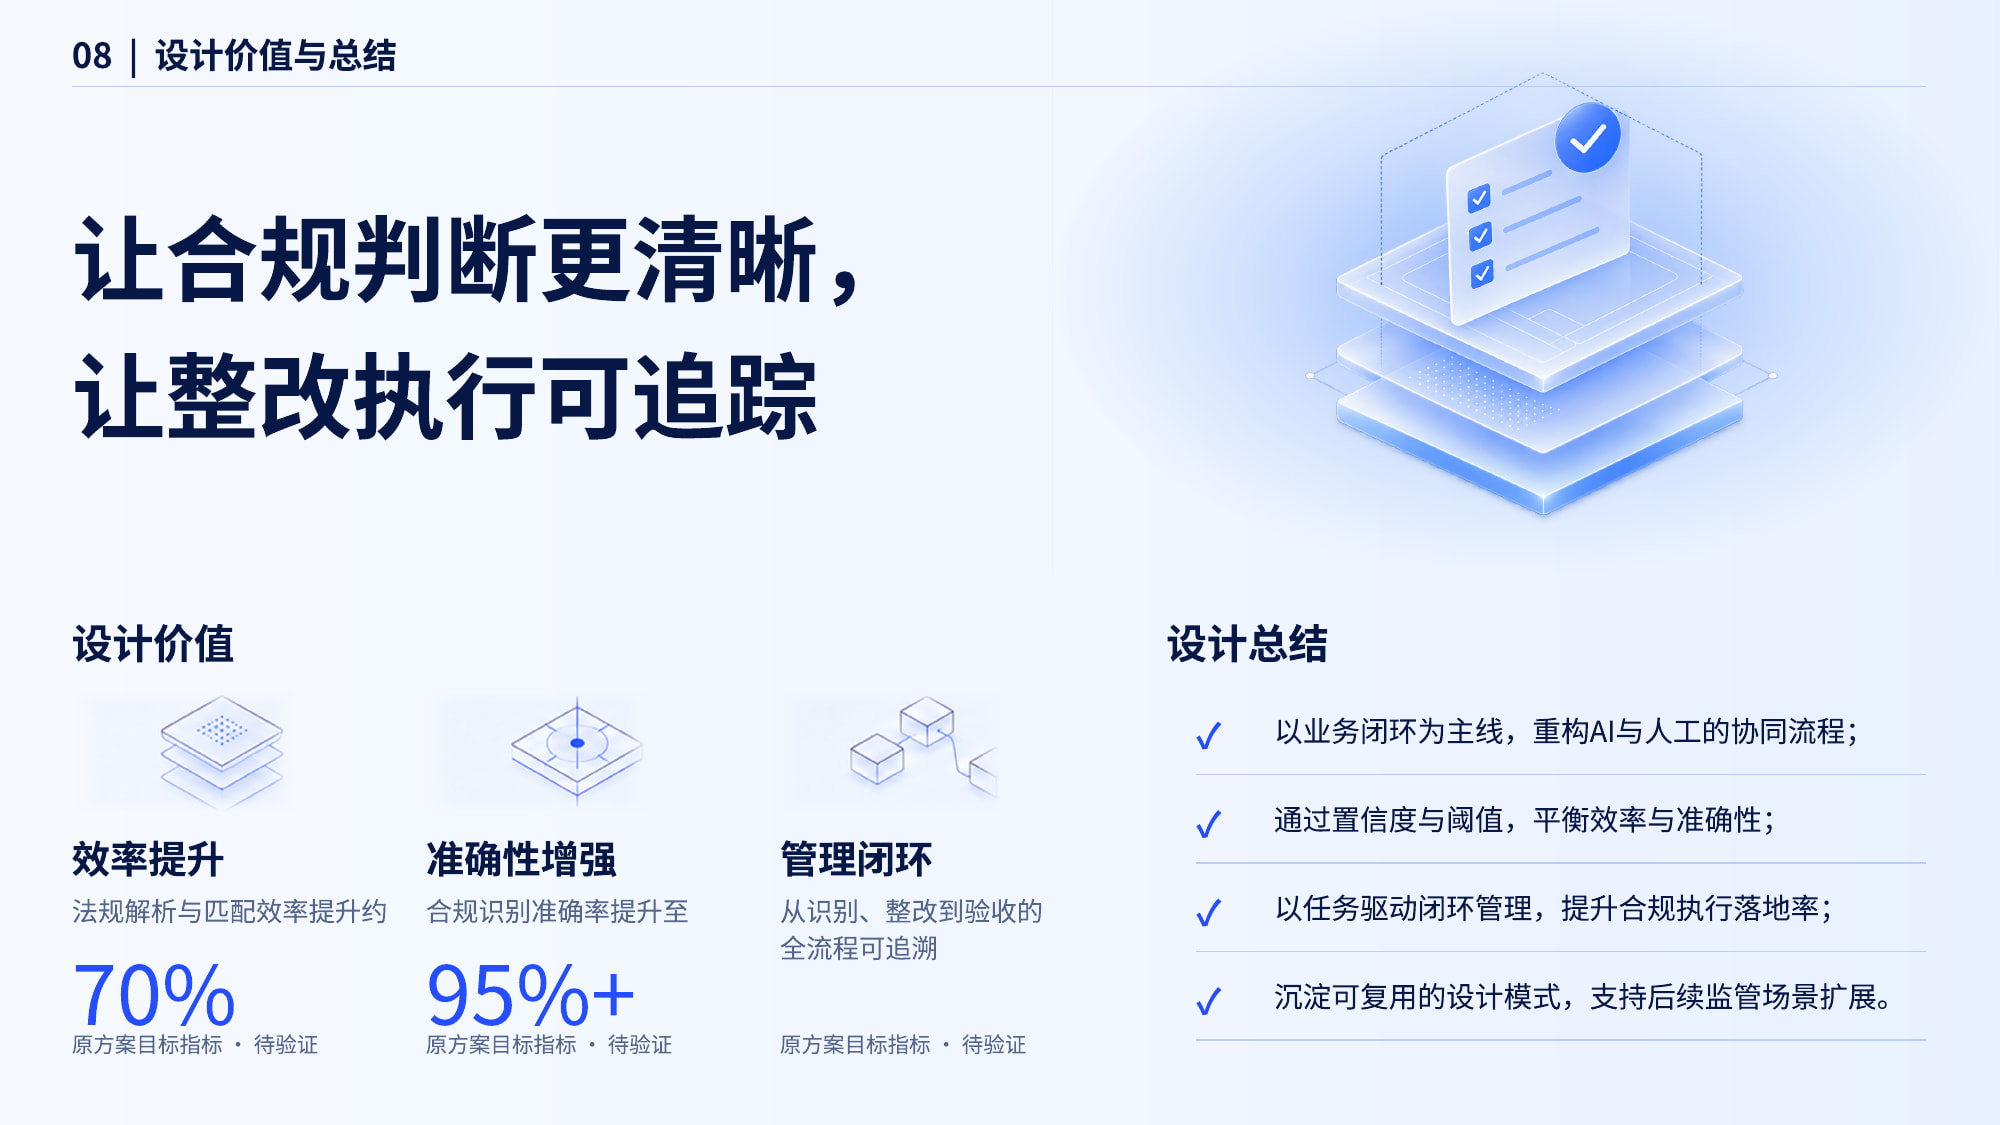 08 | 设计价值与总结
让合规判断更清晰，
让整改执行可追踪
设计价值
效率提升
法规解析与匹配效率提升约
70%
原方案目标指标 · 待验证
准确性增强
合规识别准确率提升至
95%+
原方案目标指标 · 待验证
管理闭环
从识别、整改到验收的
全流程可追溯
原方案目标指标 · 待验证
设计总结
✓ 以业务闭环为主线，重构AI与人工的协同流程；
✓ 通过置信度与阈值，平衡效率与准确性；
✓ 以任务驱动闭环管理，提升合规执行落地率；
✓ 沉淀可复用的设计模式，支持后续监管场景扩展。